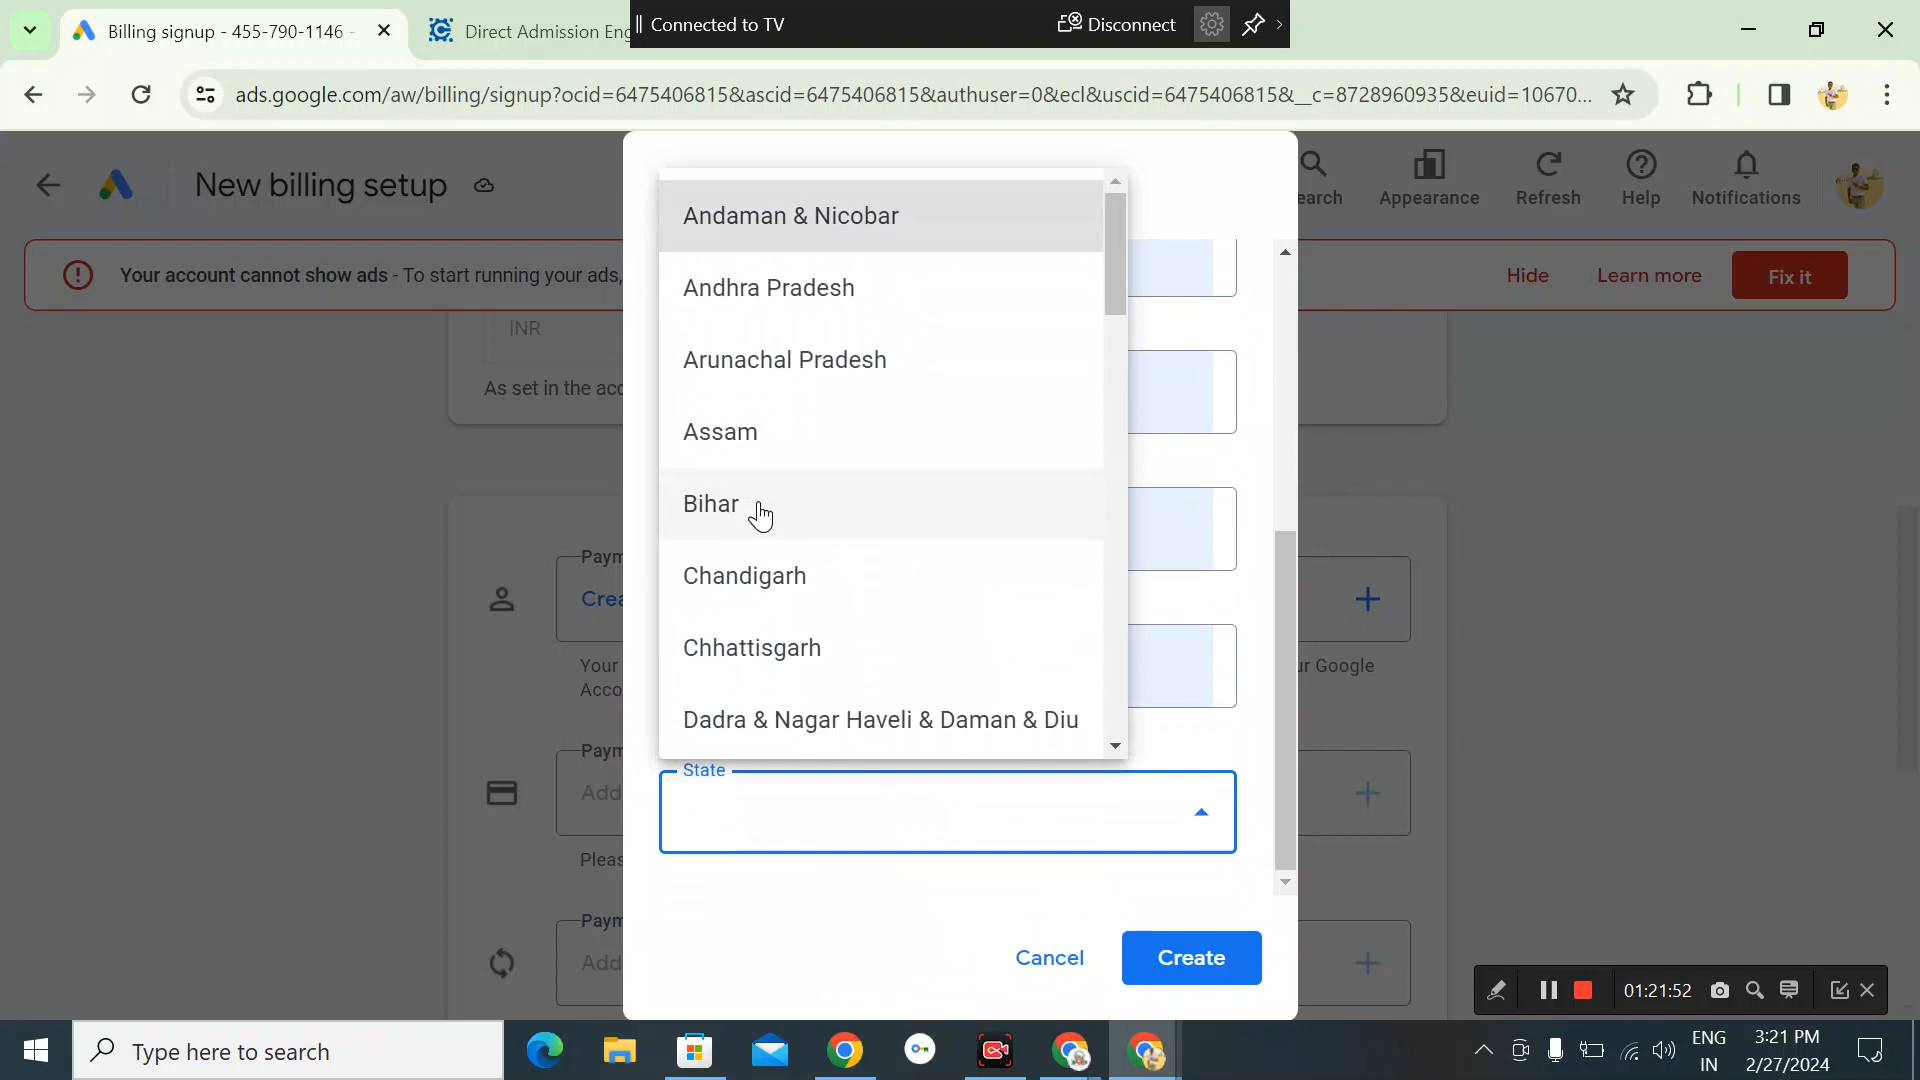 Billing signup - 455-790-1146 -
Direct Admission Eng
Connected to TV
Disconnect
ads.google.com/aw/billing/signup?ocid=6475406815&ascid=6475406815&authuser=0&ecl&uscid=6475406815&__c=8728960935&euid=10670...
New billing setup
earch
Appearance
Refresh
Help
Notifications
Your account cannot show ads - To start running your ads,
Hide
Learn more
Fix it
INR
As set in the acc
Andaman & Nicobar
Andhra Pradesh
Arunachal Pradesh
Assam
Bihar
Chandigarh
Chhattisgarh
Dadra & Nagar Haveli & Daman & Diu
State
Paym
Crea
Your
ur Google
Acco
Paym
Add
Pleas
Paym
Add
Cancel
Create
01:21:52
Type here to search
ENG
IN
3:21 PM
2/27/2024